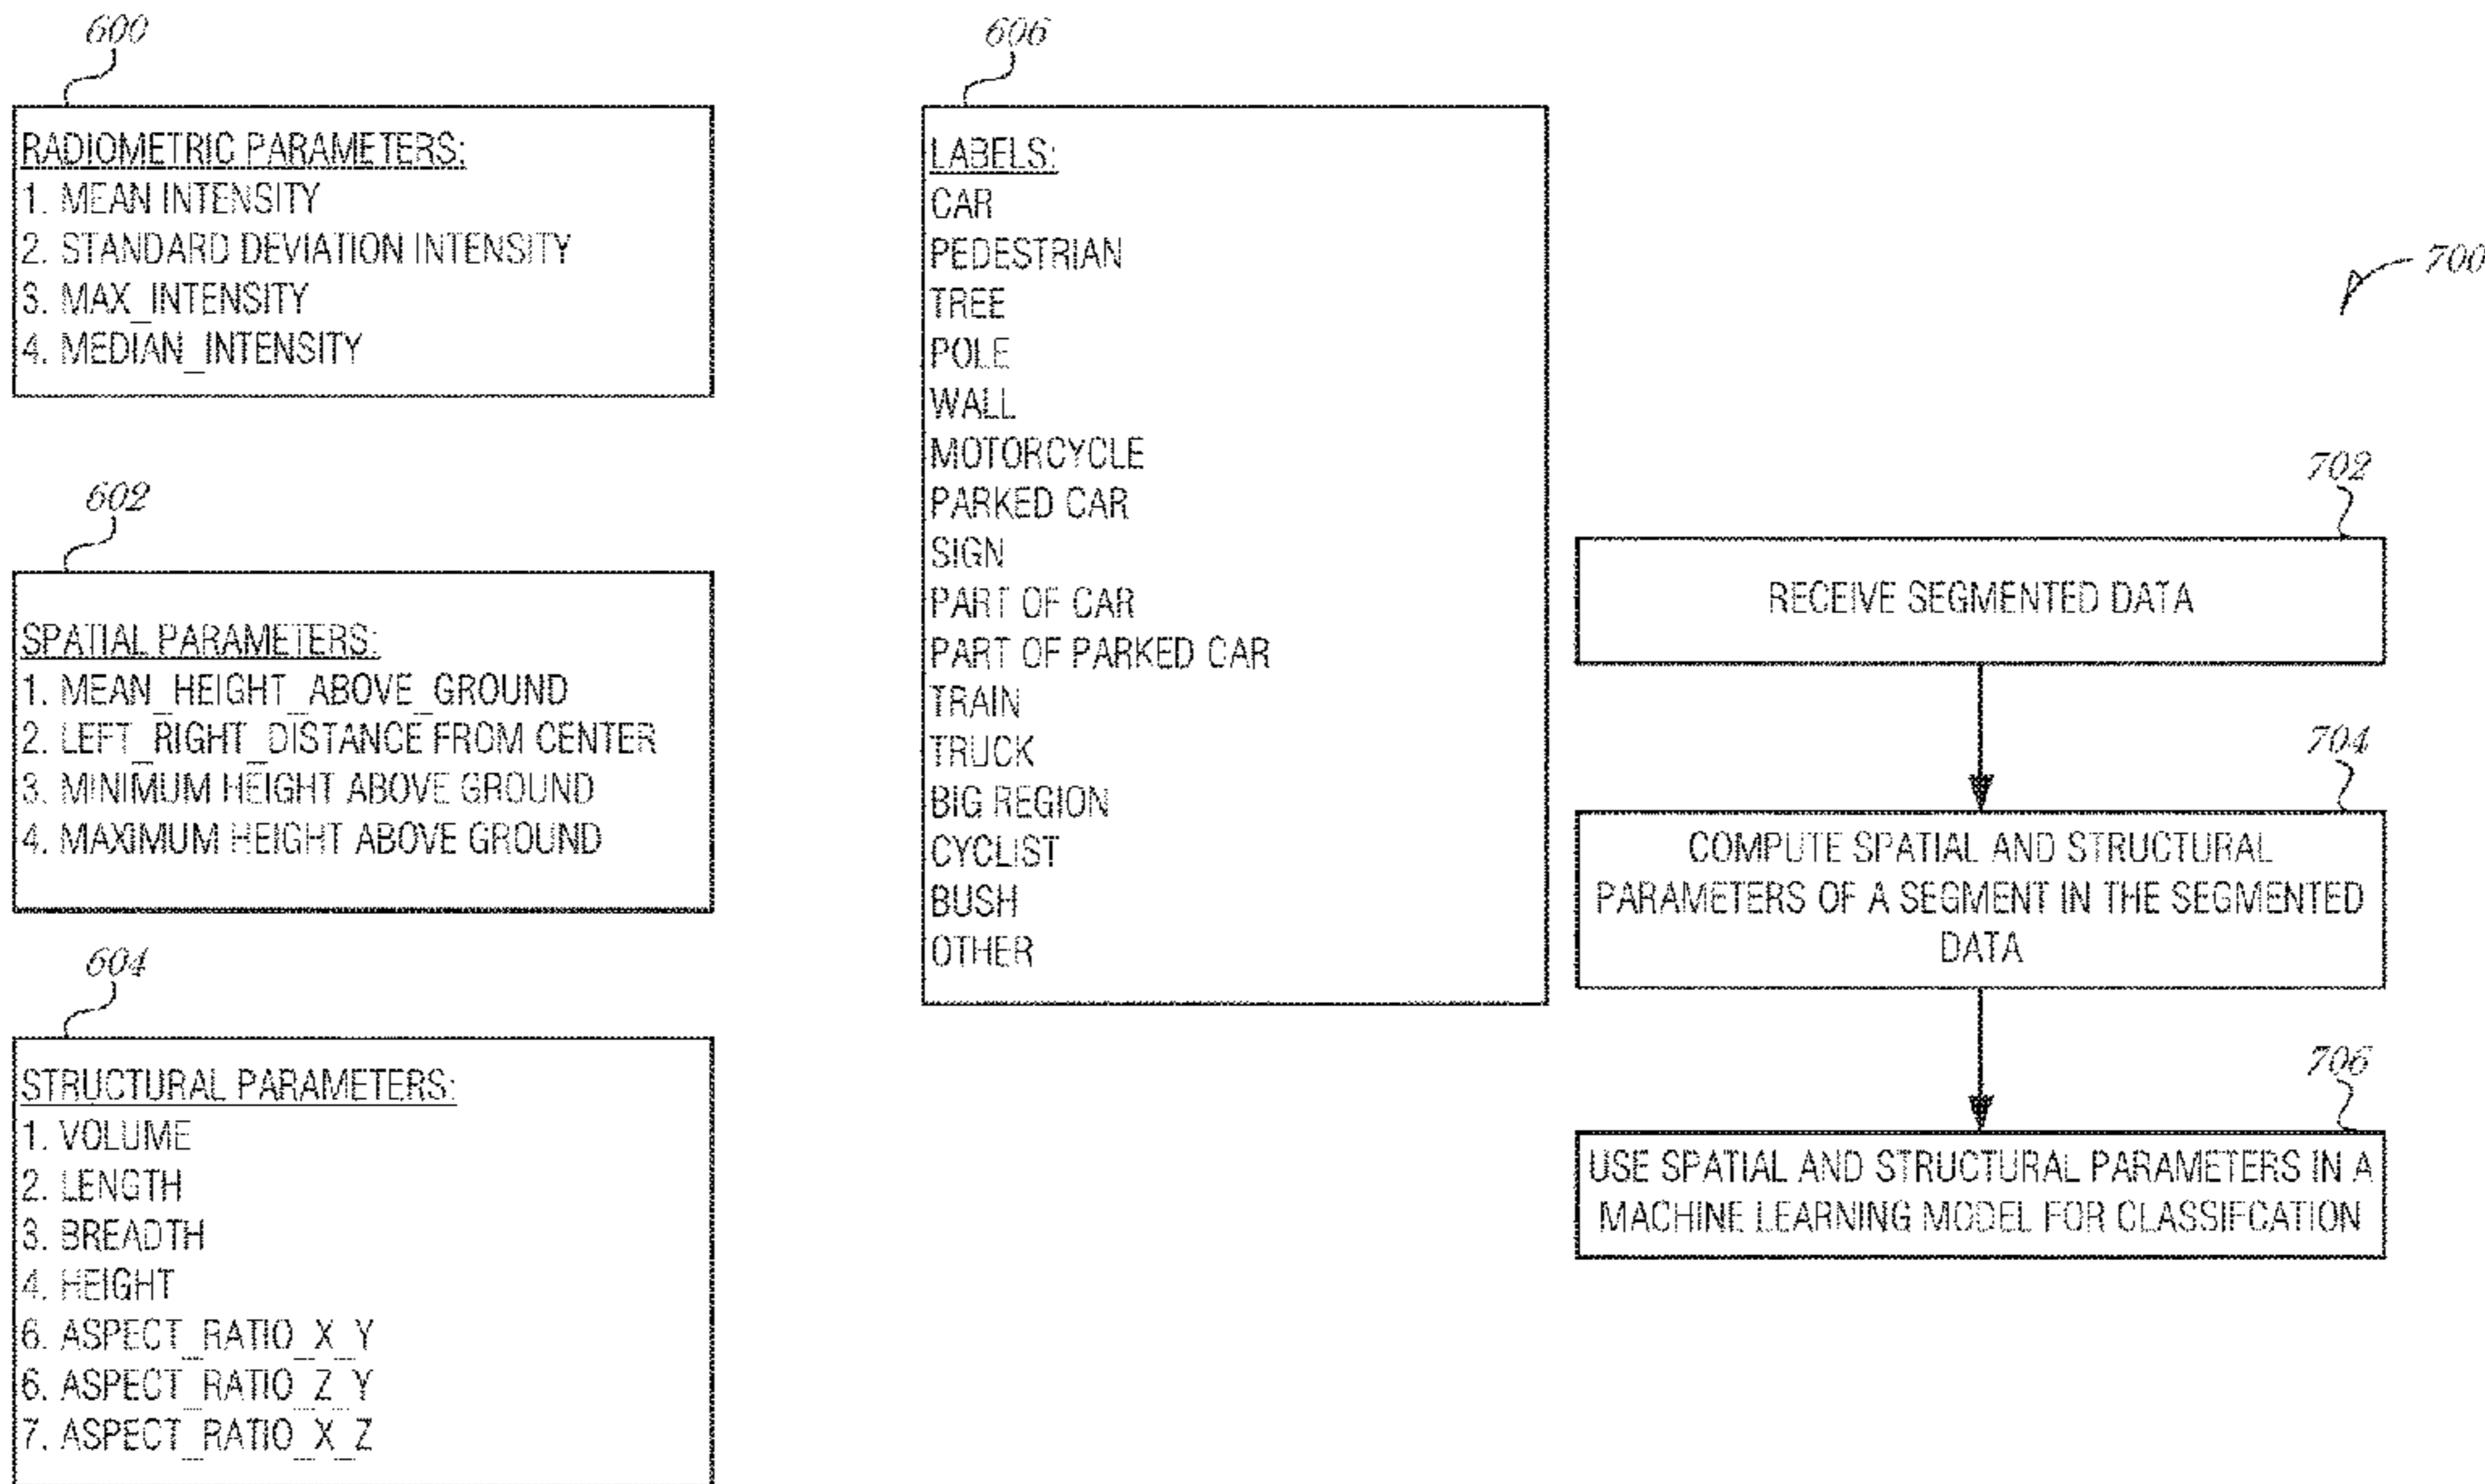 600
RADIOMETRIC PARAMETERS:
1. MEAN INTENSITY
2. STANDARD DEVIATION INTENSITY
3. MAX_INTENSITY
4. MEDIAN_INTENSITY
602
SPATIAL PARAMETERS:
1. MEAN_HEIGHT_ABOVE_GROUND
2. LEFT_RIGHT_DISTANCE FROM CENTER
3. MINIMUM HEIGHT ABOVE GROUND
4. MAXIMUM HEIGHT ABOVE GROUND
604
STRUCTURAL PARAMETERS:
1. VOLUME
2. LENGTH
3. BREADTH
4. HEIGHT
6. ASPECT_RATIO_X_Y
6. ASPECT_RATIO_Z_Y
7. ASPECT_RATIO_X_Z
606
LABELS:
CAR
PEDESTRIAN
TREE
POLE
WALL
MOTORCYCLE
PARKED CAR
SIGN
PART OF CAR
PART OF PARKED CAR
TRAIN
TRUCK
BIG REGION
CYCLIST
BUSH
OTHER
700
702
RECEIVE SEGMENTED DATA
704
COMPUTE SPATIAL AND STRUCTURAL
PARAMETERS OF A SEGMENT IN THE SEGMENTED
DATA
706
USE SPATIAL AND STRUCTURAL PARAMETERS IN A
MACHINE LEARNING MODEL FOR CLASSIFCATION